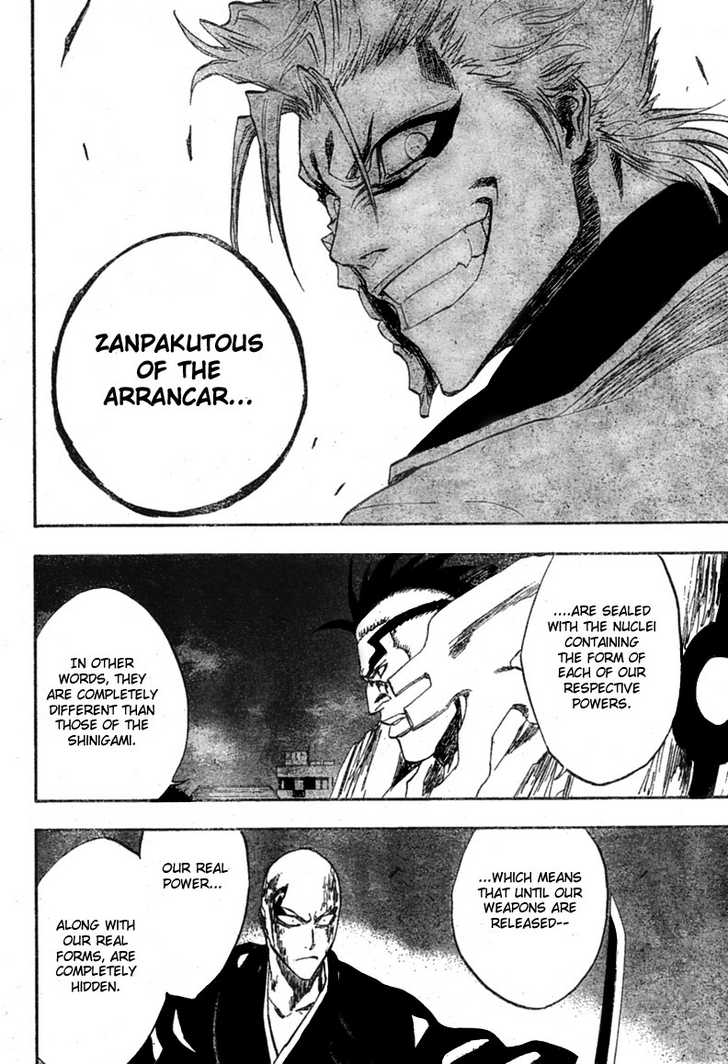 ZANPAKUTOUS
OF THE
ARRANCAR...
....ARE SEALED
WITH THE NUCLEI
CONTAINING
THE FORM OF
EACH OF OUR
RESPECTIVE
POWERS.
IN OTHER
WORDS, THEY
ARE COMPLETELY
DIFFERENT THAN
THOSE OF THE
SHINIGAMI.
...WHICH MEANS
THAT UNTIL OUR
WEAPONS ARE
RELEASED--
OUR REAL
POWER...
ALONG WITH
OUR REAL
FORMS, ARE
COMPLETELY
HIDDEN.